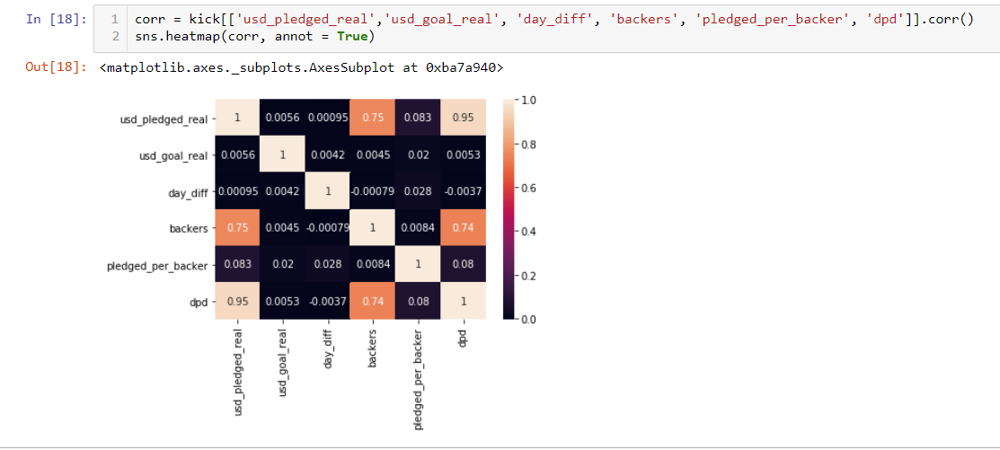 In [18]: 1 corr = kick[['usd_pledged_real','usd_goal_real', 'day_diff', 'backers', 'pledged_per_backer', 'dpd']].corr()
2 sns.heatmap(corr, annot = True)
Out[18]: <matplotlib.axes._subplots.AxesSubplot at 0xba7a940>
usd_pledged_real 1 0.0056 0.00095 0.75 0.083 0.95
usd_goal_real 0.0056 1 0.0042 0.0045 0.02 0.0053
day_diff 0.00095 0.0042 1 -0.00079 0.028 -0.0037
backers 0.75 0.0045 -0.00079 1 0.0084 0.74
pledged_per_backer 0.083 0.02 0.028 0.0084 1 0.08
dpd 0.95 0.0053 -0.0037 0.74 0.08 1
usd_pledged_real
usd_goal_real
day_diff
backers
pledged_per_backer
dpd
1.0
0.8
0.6
0.4
0.2
0.0